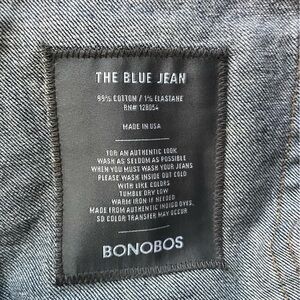 THE BLUE JEAN
99% COTTON / 1% ELASTANE
RN# 128054
MADE IN USA
FOR AN AUTHENTIC LOOK
WASH AS SELDOM AS POSSIBLE
WHEN YOU MUST WASH YOUR JEANS
PLEASE WASH INSIDE OUT COLD
WITH LIKE COLORS
TUMBLE DRY LOW
WARM IRON IF NEEDED
MADE FROM AUTHENTIC INDIGO DYES,
SO COLOR TRANSFER MAY OCCUR
BONOBOS